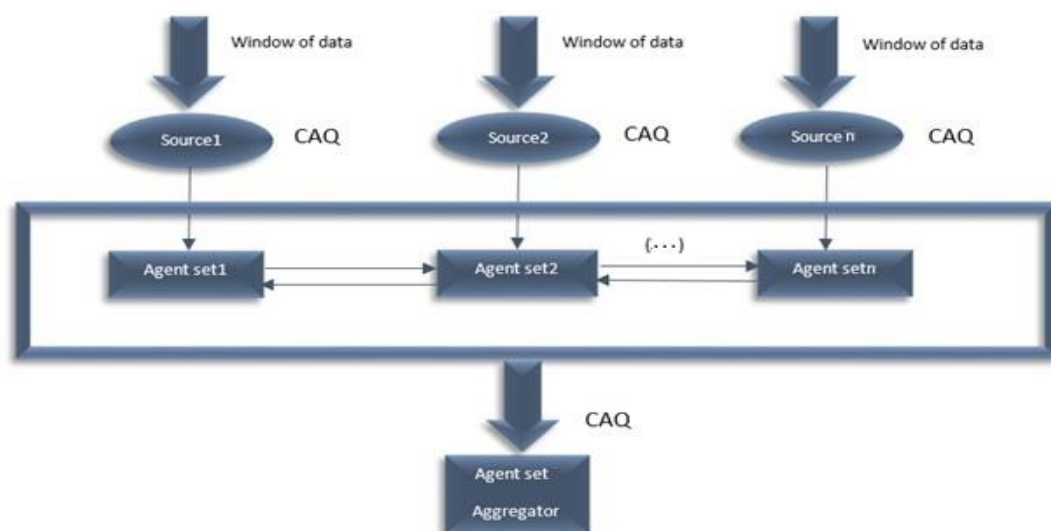 Window of data
Window of data
Window of data
Source1
CAQ
Source2
CAQ
Source n
CAQ
(...)
Agent set1
Agent set2
Agent setn
CAQ
Agent set
Aggregator